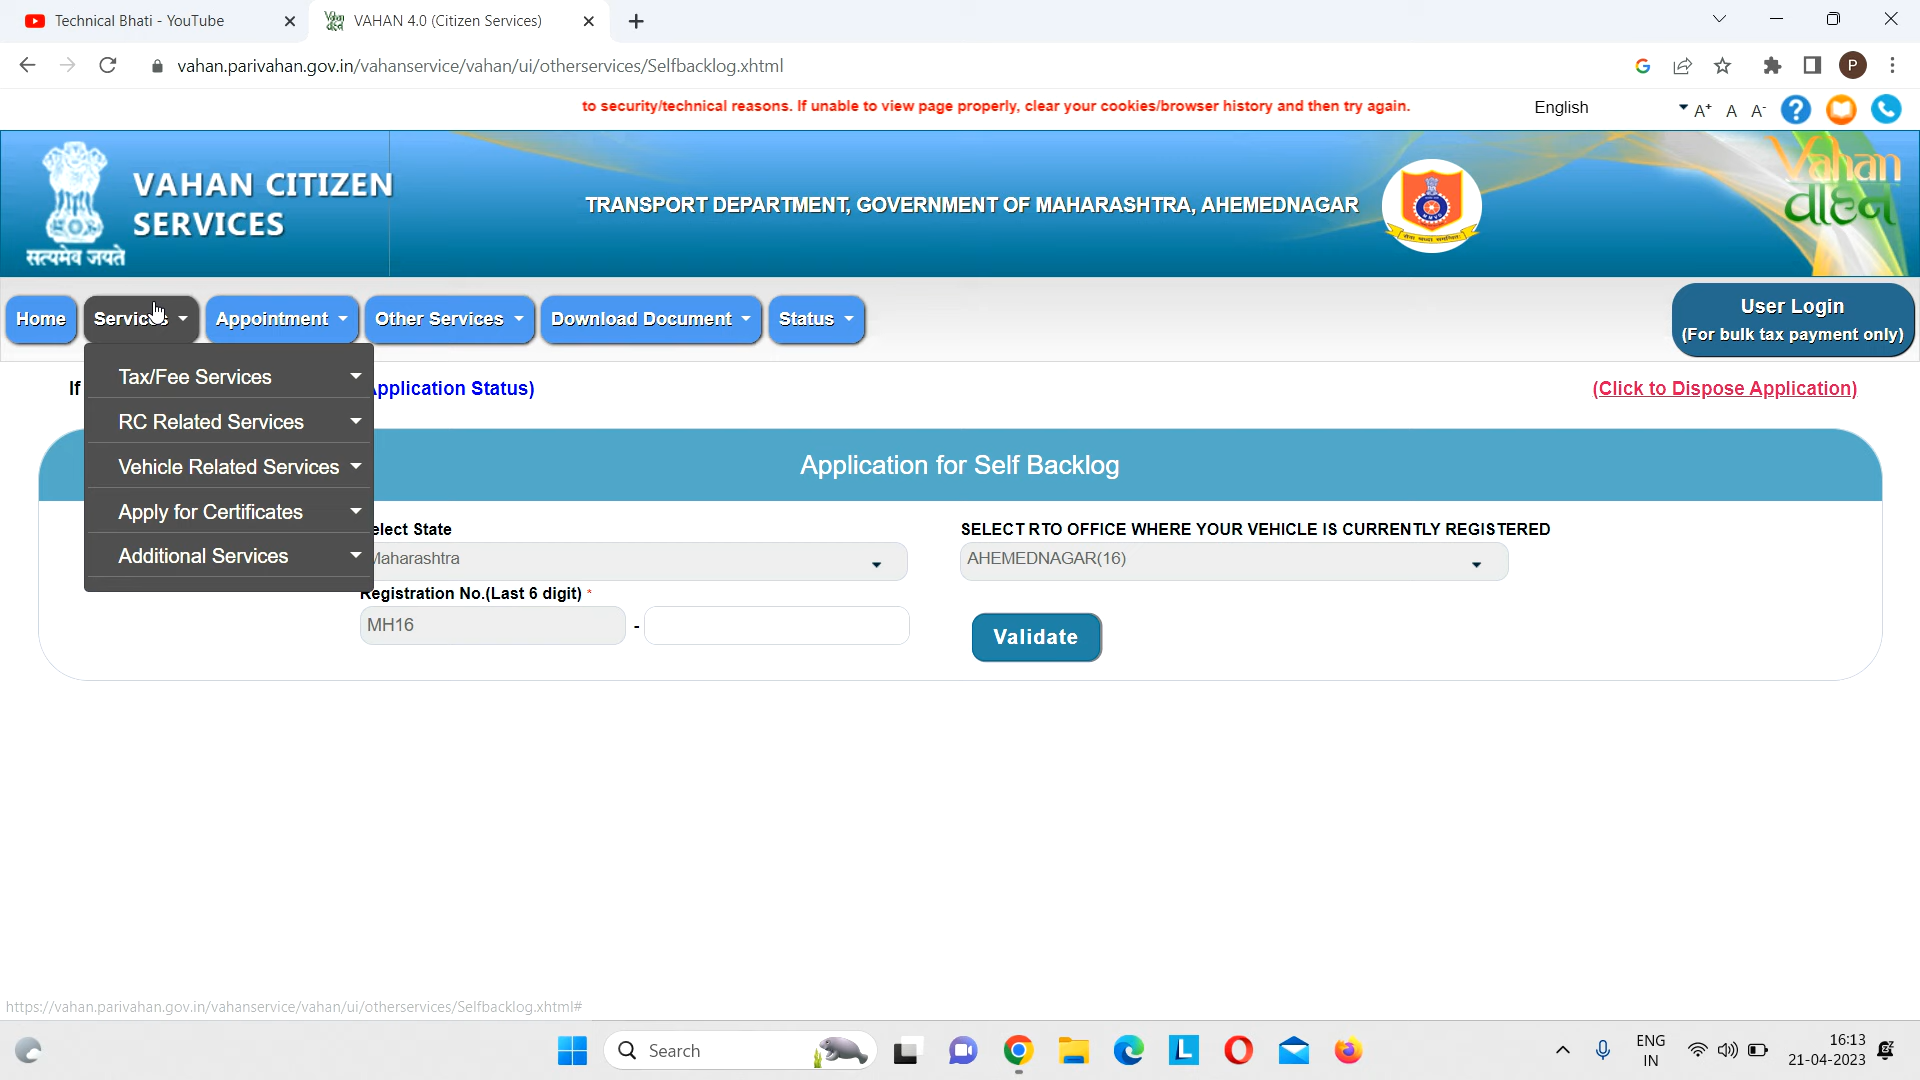 Technical Bhati - YouTube
VAHAN 4.0 (Citizen Services)
vahan.parivahan.gov.in/vahanservice/vahan/ui/otherservices/Selfbacklog.xhtml
P
to security/technical reasons. If unable to view page properly, clear your cookies/browser history and then try again.
English
A+ A A-
?
VAHAN CITIZEN
SERVICES
सत्यमेव जयते
TRANSPORT DEPARTMENT, GOVERNMENT OF MAHARASHTRA, AHEMEDNAGAR
Vahan
वाहन
Home
Services
Appointment
Other Services
Download Document
Status
User Login
(For bulk tax payment only)
Tax/Fee Services
RC Related Services
Vehicle Related Services
Apply for Certificates
Additional Services
If
Application Status)
(Click to Dispose Application)
Application for Self Backlog
elect State
SELECT RTO OFFICE WHERE YOUR VEHICLE IS CURRENTLY REGISTERED
Maharashtra
AHEMEDNAGAR(16)
Registration No.(Last 6 digit) *
MH16
-
Validate
https://vahan.parivahan.gov.in/vahanservice/vahan/ui/otherservices/Selfbacklog.xhtml#
Search
L
ENG
IN
16:13
21-04-2023